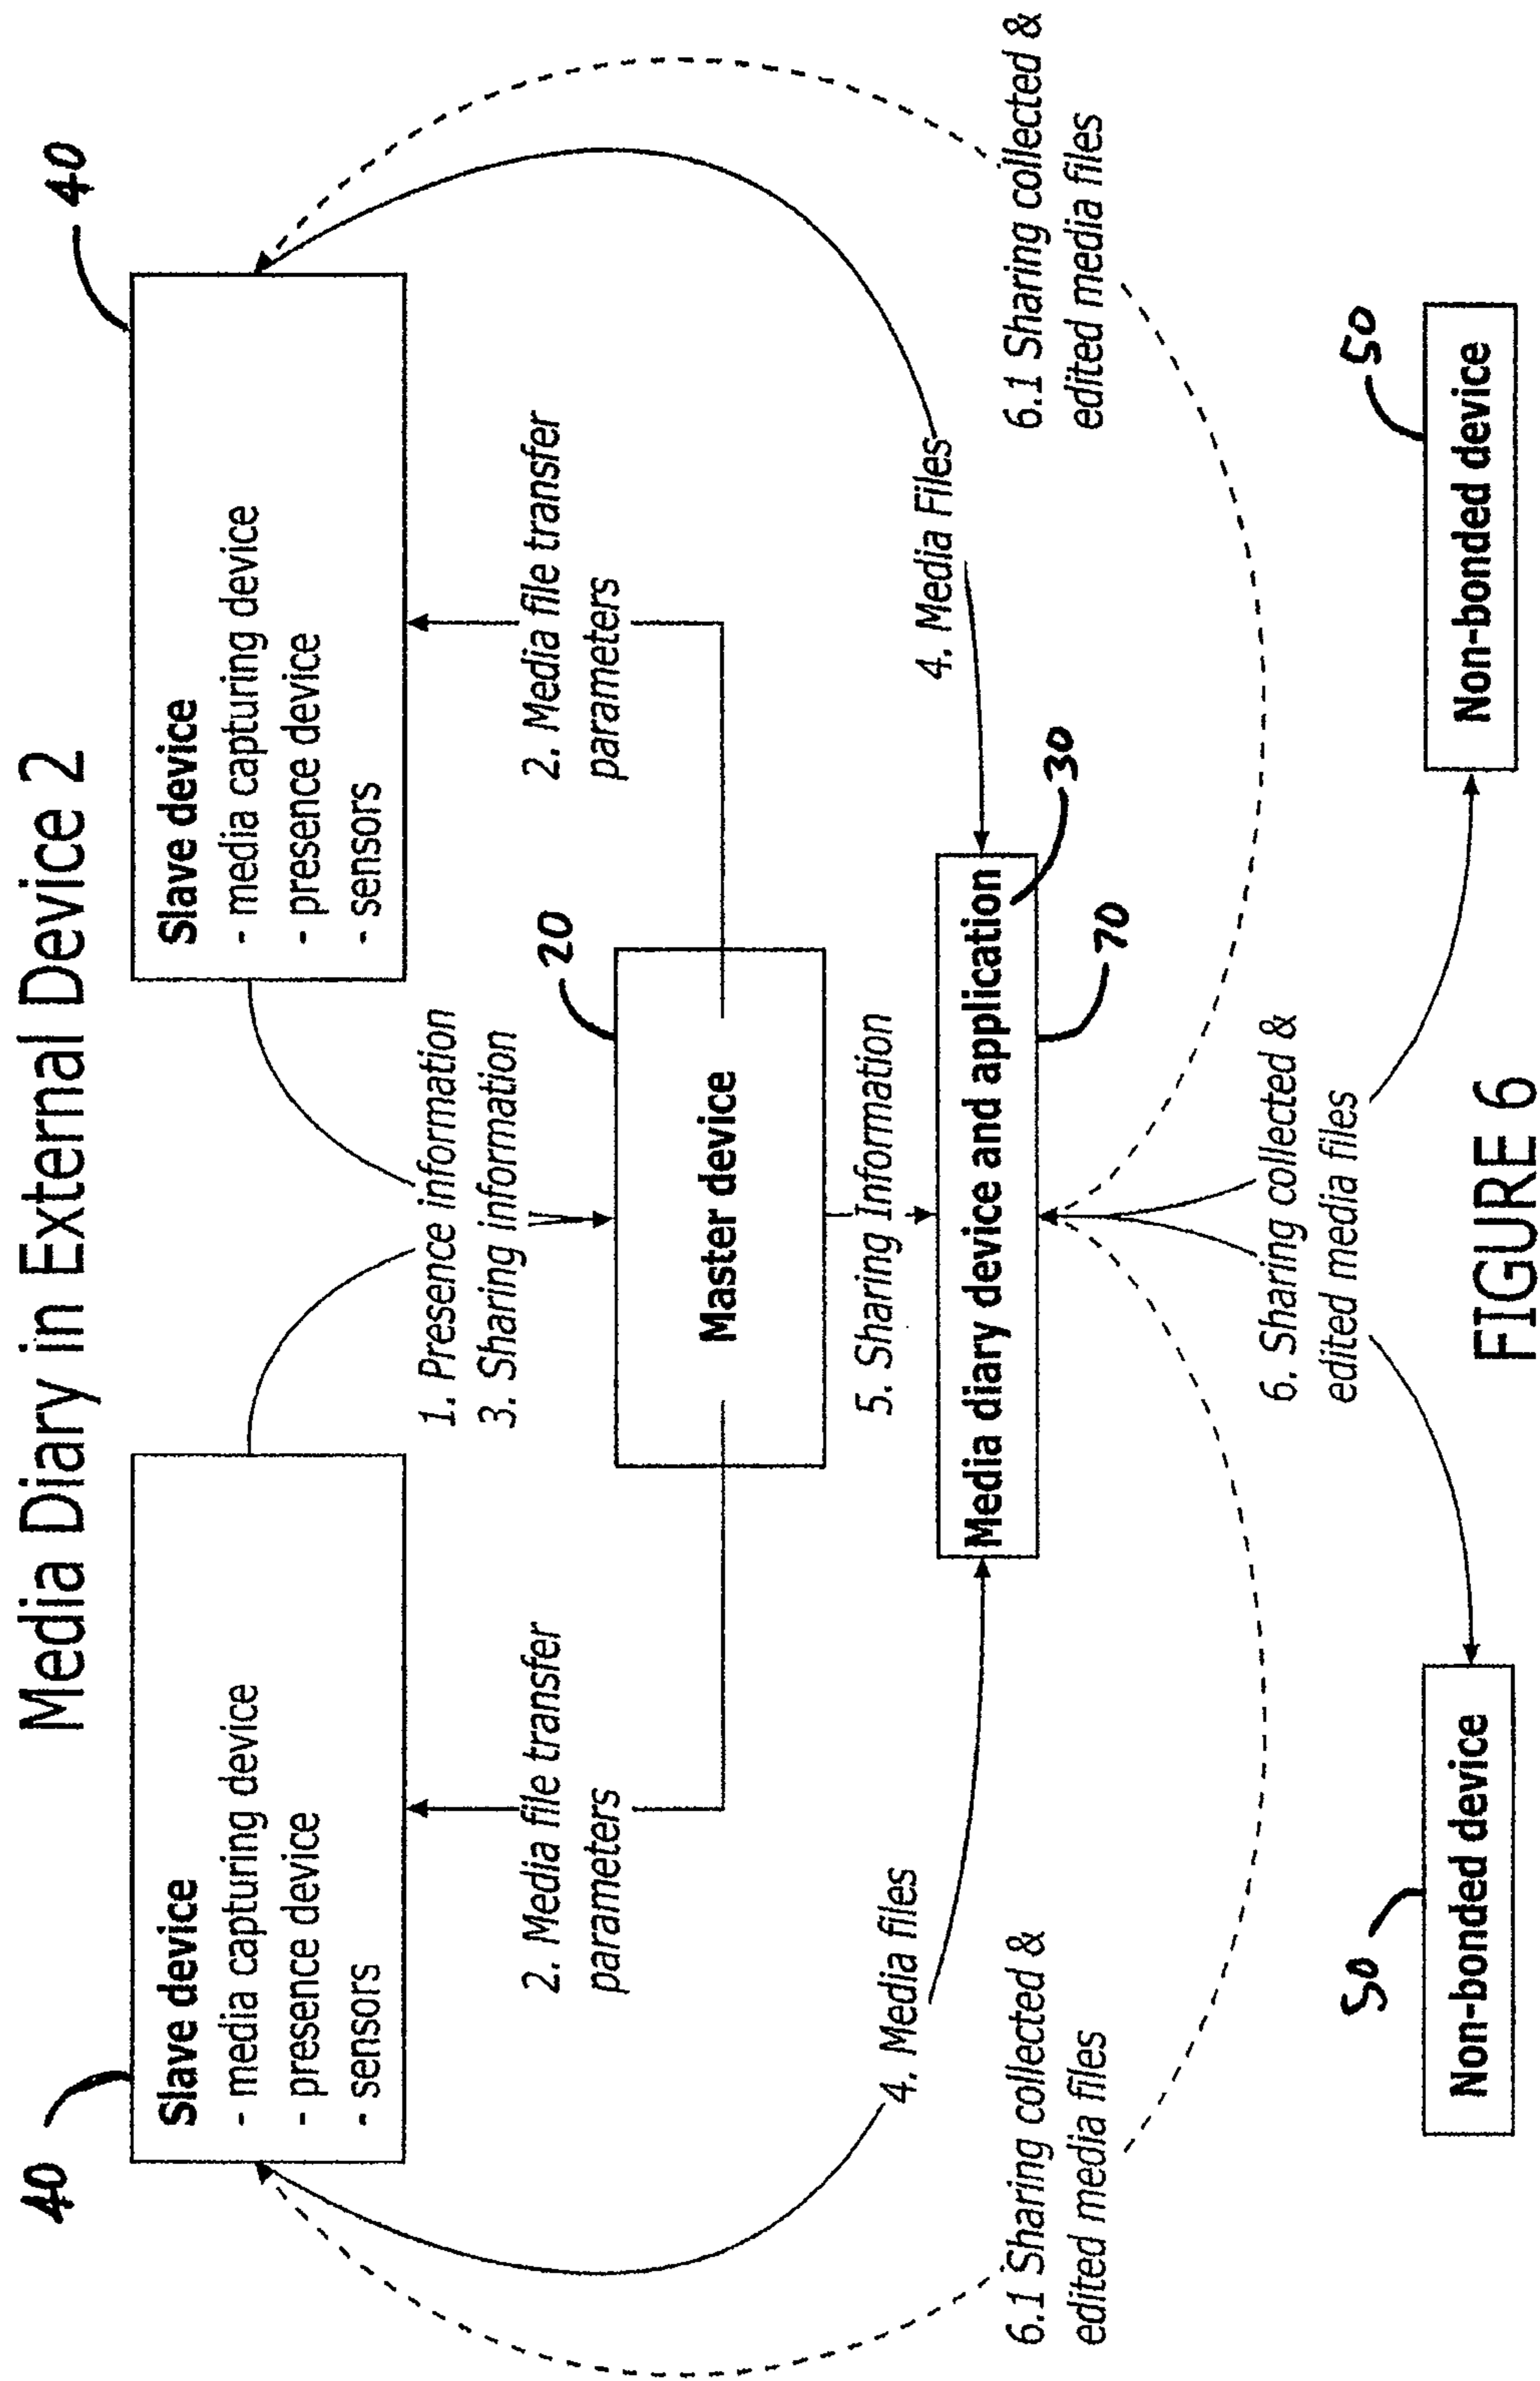 Media Diary in External Device 2
40
40
Slave device
- media capturing device
- presence device
- sensors
Slave device
- media capturing device
- presence device
- sensors
1. Presence information
3. Sharing information
2. Media file transfer
parameters
2. Media file transfer
parameters
20
Master device
4. Media files
5. Sharing Information
4. Media Files
Media diary device and application
30
70
6.1 Sharing collected &
edited media files
6.1 Sharing collected &
edited media files
6. Sharing collected &
edited media files
50
50
Non-bonded device
Non-bonded device
FIGURE 6